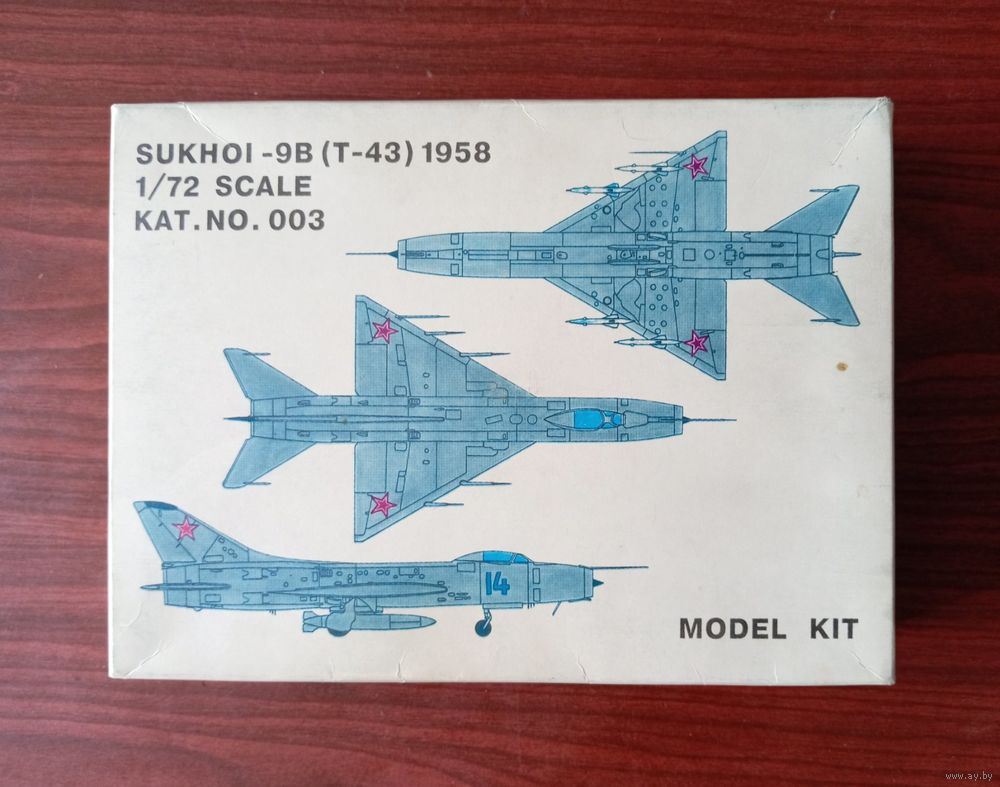 SUKHOI -9B (T-43) 1958
1/72 SCALE
KAT. NO. 003
14
MODEL KIT
www.ay.by